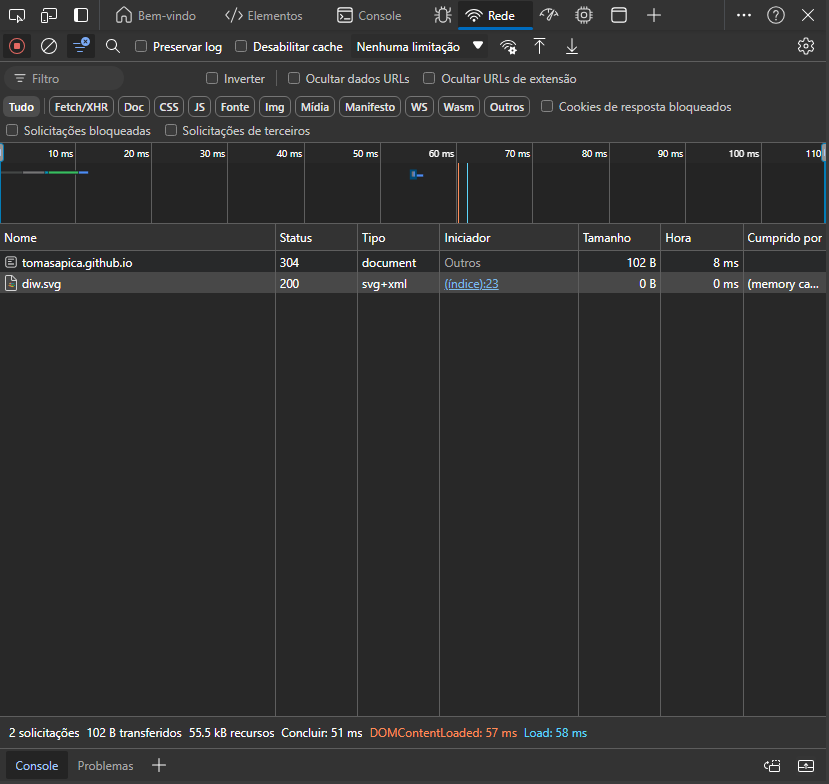 Bem-vindo Elementos Console Rede
Preservar log Desabilitar cache Nenhuma limitação
Filtro Inverter Ocultar dados URLs Ocultar URLs de extensão
Tudo Fetch/XHR Doc CSS JS Fonte Img Mídia Manifesto WS Wasm Outros Cookies de resposta bloqueados
Solicitações bloqueadas Solicitações de terceiros
10 ms 20 ms 30 ms 40 ms 50 ms 60 ms 70 ms 80 ms 90 ms 100 ms 110
Nome Status Tipo Iniciador Tamanho Hora Cumprido por
tomasapica.github.io 304 document Outros 102 B 8 ms
diw.svg 200 svg+xml (índice):23 0 B 0 ms (memory ca...
2 solicitações 102 B transferidos 55.5 kB recursos Concluir: 51 ms DOMContentLoaded: 57 ms Load: 58 ms
Console Problemas